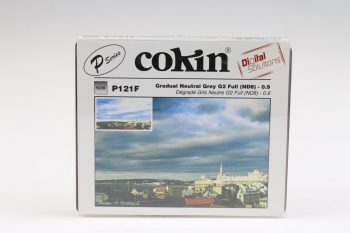 P Series
cokin®
Digital
Solutions
ND8
P121F
Gradual Neutral Grey G2 Full (ND8) - 0.9
Dégradé Gris Neutre G2 Full (ND8) - 0.9